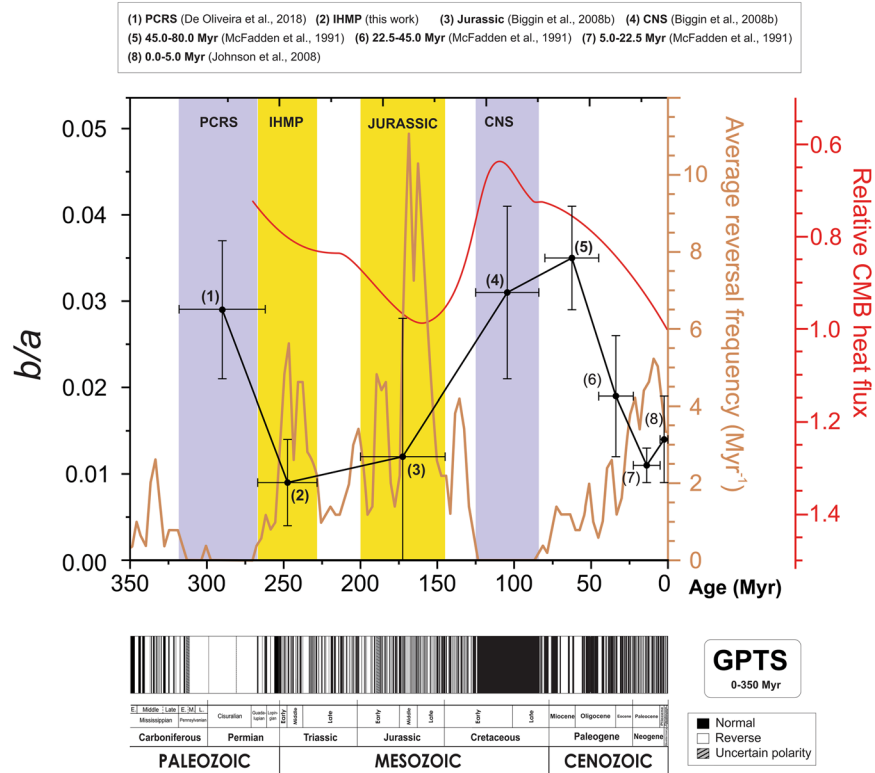 (1) PCRS (De Oliveira et al., 2018) (2) IHMP (this work) (3) Jurassic (Biggin et al., 2008b) (4) CNS (Biggin et al., 2008b)
(5) 45.0-80.0 Myr (McFadden et al., 1991) (6) 22.5-45.0 Myr (McFadden et al., 1991) (7) 5.0-22.5 Myr (McFadden et al., 1991)
(8) 0.0-5.0 Myr (Johnson et al., 2008)
PCRS IHMP JURASSIC CNS
b/a
0.05
0.04
0.03
0.02
0.01
0.00
(1)
(2)
(3)
(4)
(5)
(6)
(7)
(8)
Average reversal frequency (Myr-1)
10
8
6
4
2
0
Relative CMB heat flux
0.6
0.8
1.0
1.2
1.4
350 300 250 200 150 100 50 0
Age (Myr)
GPTS
0-350 Myr
E. Middle Late E. M. L. Cisuralian Guada-lupian Lopin-gian Early Middle Late Early Middle Late Early Late Miocene Oligocene Eocene Paleocene
Mississippian Pennsylvanian
Carboniferous Permian Triassic Jurassic Cretaceous Paleogene Neogene
PALEOZOIC MESOZOIC CENOZOIC
Normal
Reverse
Uncertain polarity